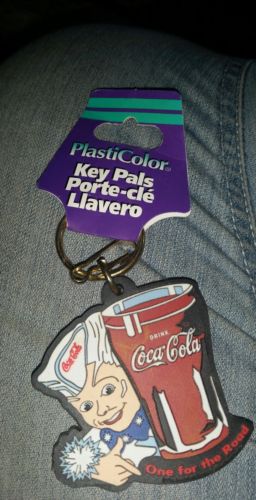 PlastiColor®
Key Pals
Porte-clé
Llavero
DRINK
Coca-Cola
Coca-Cola
One for the Road